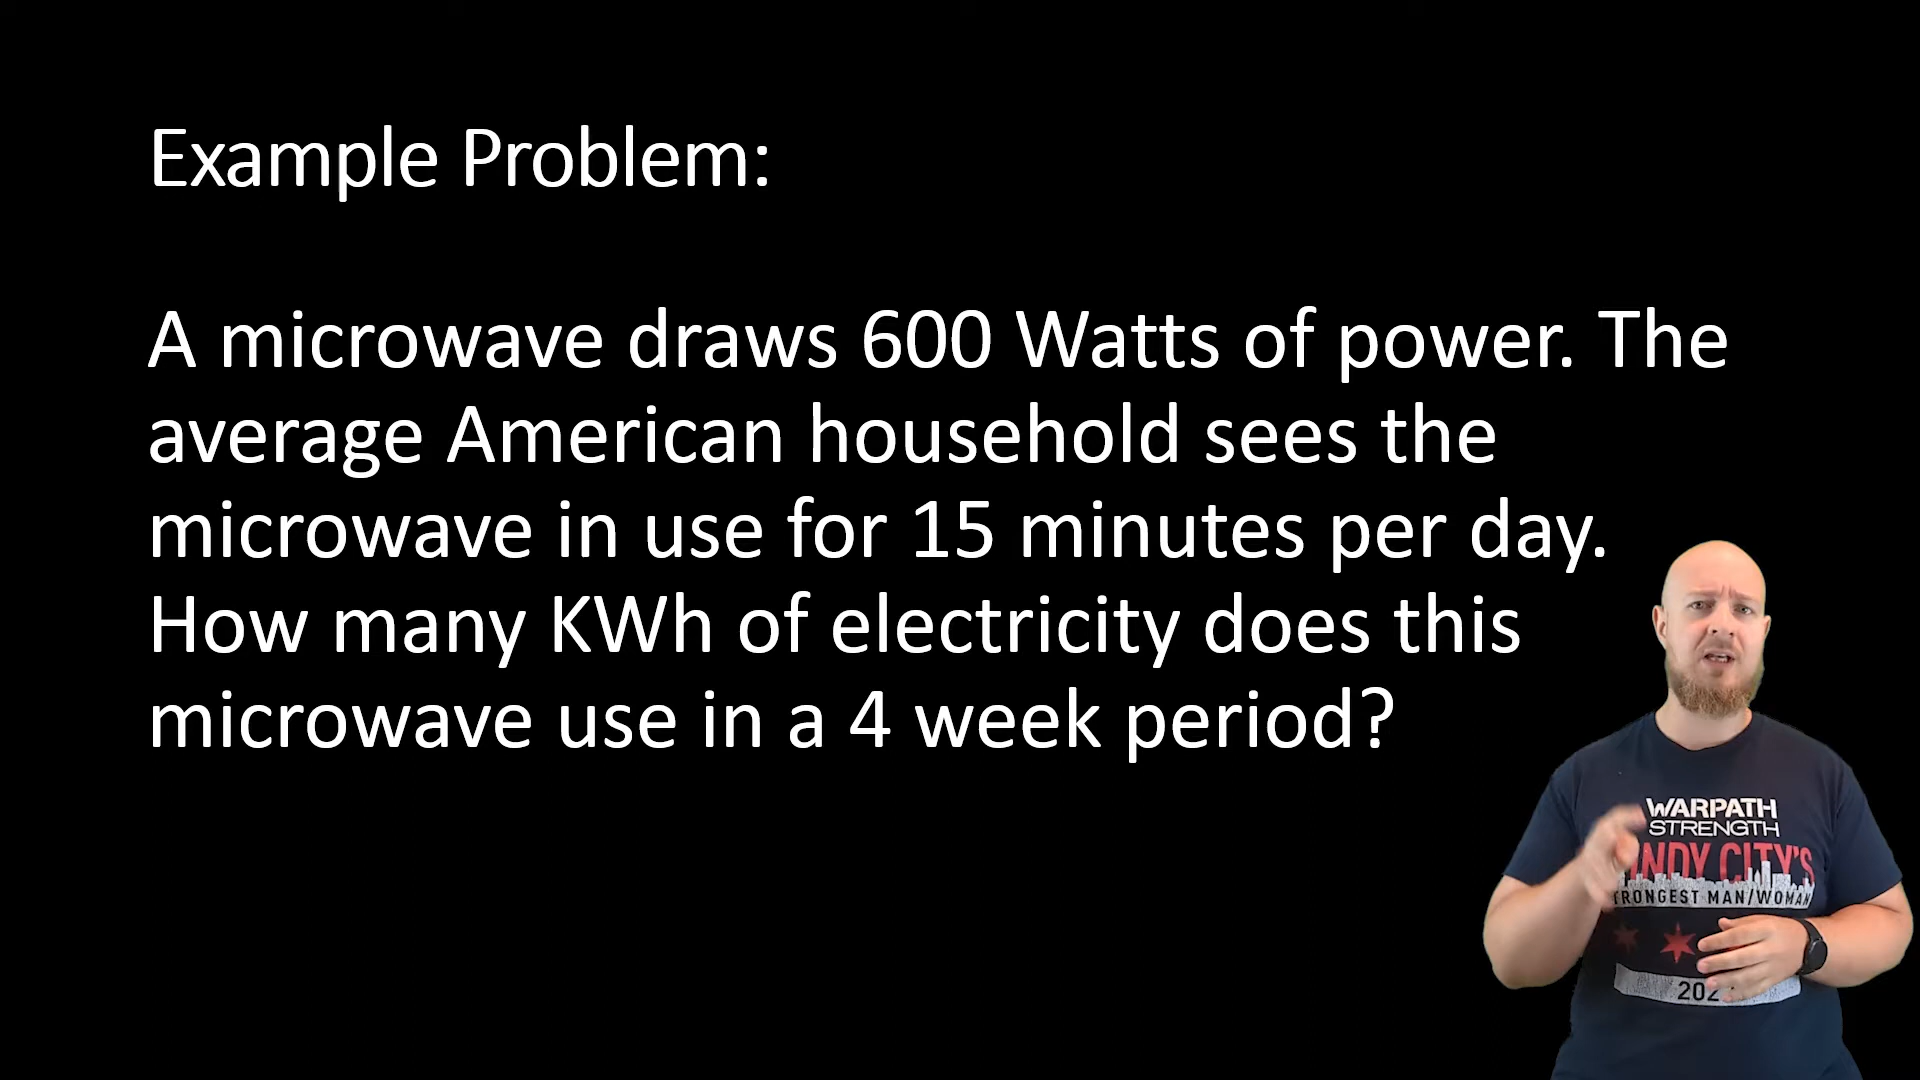 Example Problem:
A microwave draws 600 Watts of power. The
average American household sees the
microwave in use for 15 minutes per day.
How many KWh of electricity does this
microwave use in a 4 week period?
WARPATH
STRENGTH
CITY'S
MAN/WOMAN